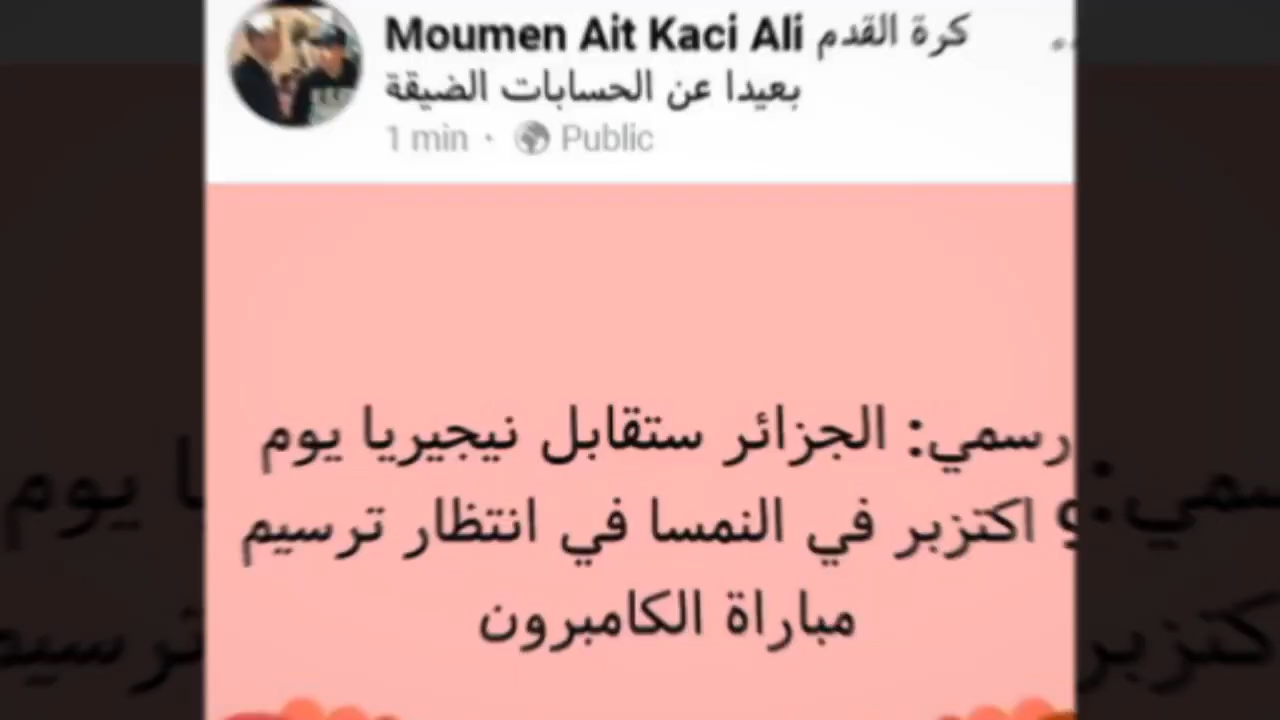 Moumen Ait Kaci Ali كرة القدم
بعيدا عن الحسابات الضيقة
1 min · Public
رسمي: الجزائر ستقابل نيجيريا يوم
9 اكتزبر في النمسا في انتظار ترسيم
مباراة الكامبرون